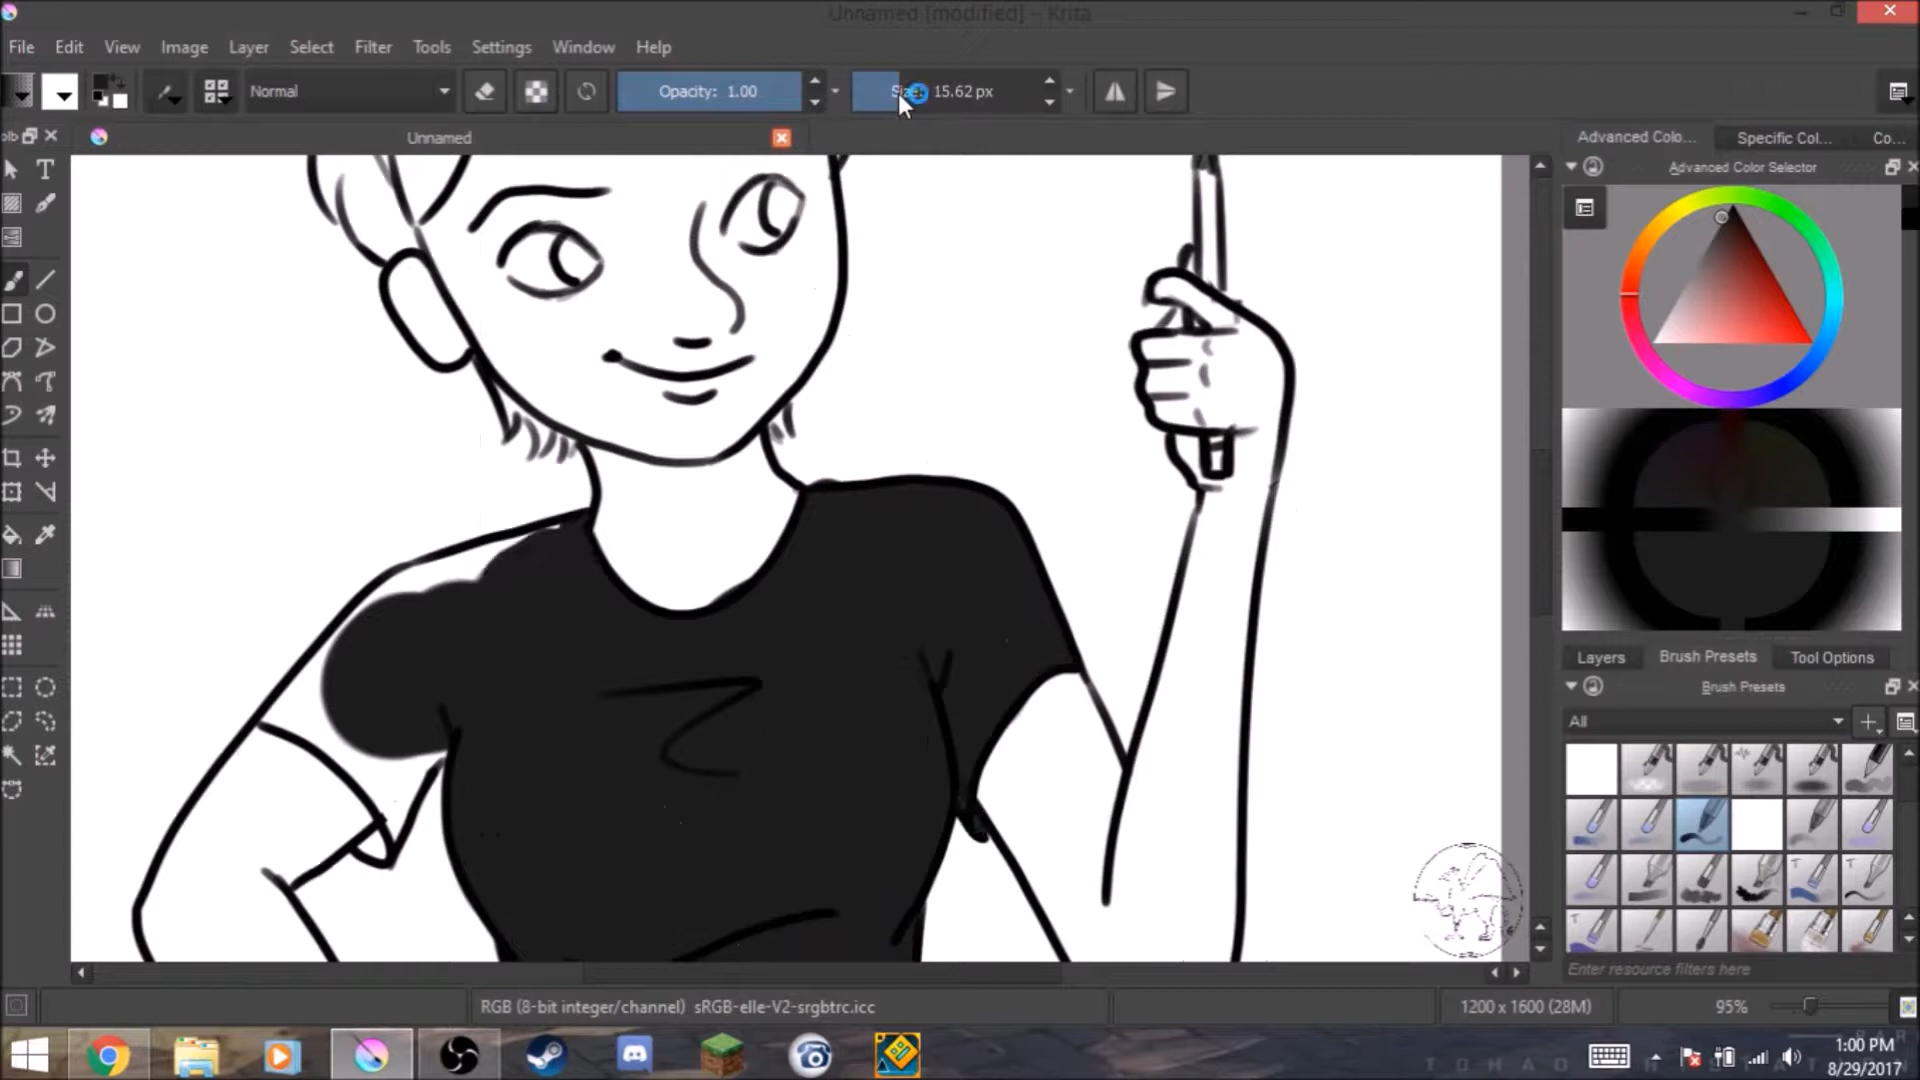 Unnamed [modified] – Krita
File Edit View Image Layer Select Filter Tools Settings Window Help
Normal Opacity: 1.00 15.62 px
Unnamed
Advanced Colo... Specific Col... Co...
Advanced Color Selector
Layers Brush Presets Tool Options
Brush Presets
All
Enter resource filters here
RGB (8-bit integer/channel) sRGB-elle-V2-srgbtrc.icc 1200 x 1600 (28M) 95%
1:00 PM
8/29/2017